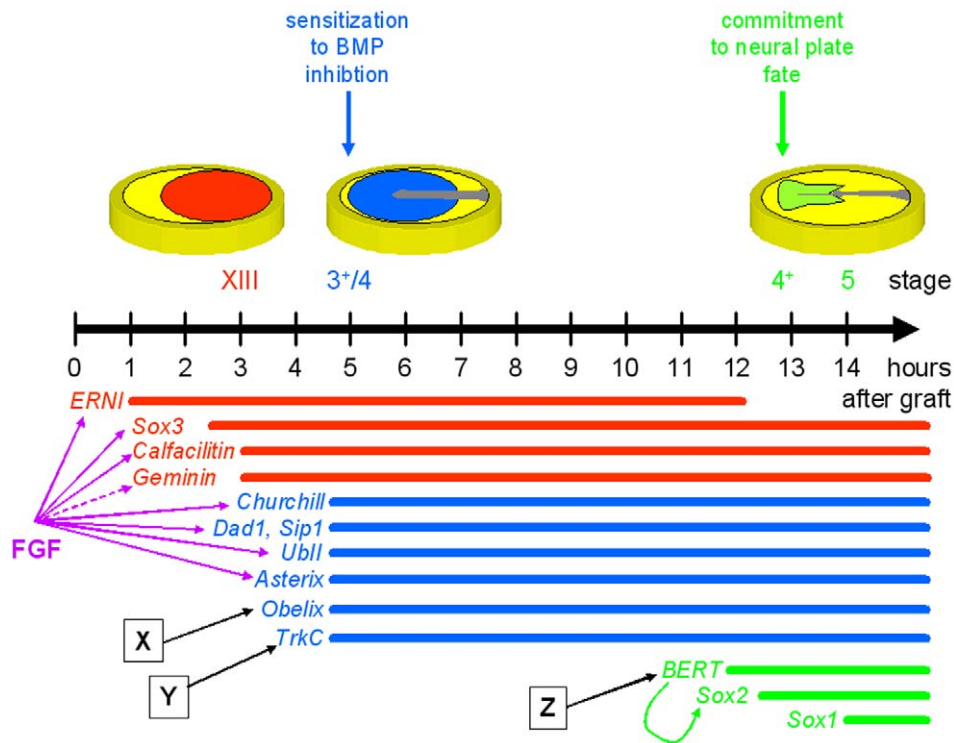 sensitization
to BMP
inhibtion
commitment
to neural plate
fate
XIII 3+/4 4+ 5 stage
0 1 2 3 4 5 6 7 8 9 10 11 12 13 14 hours
after graft
ERNI
Sox3
Calfacilitin
Geminin
Churchill
Dad1, Sip1
FGF
UbII
Asterix
Obelix
X
TrkC
Y
BERT
Z
Sox2
Sox1